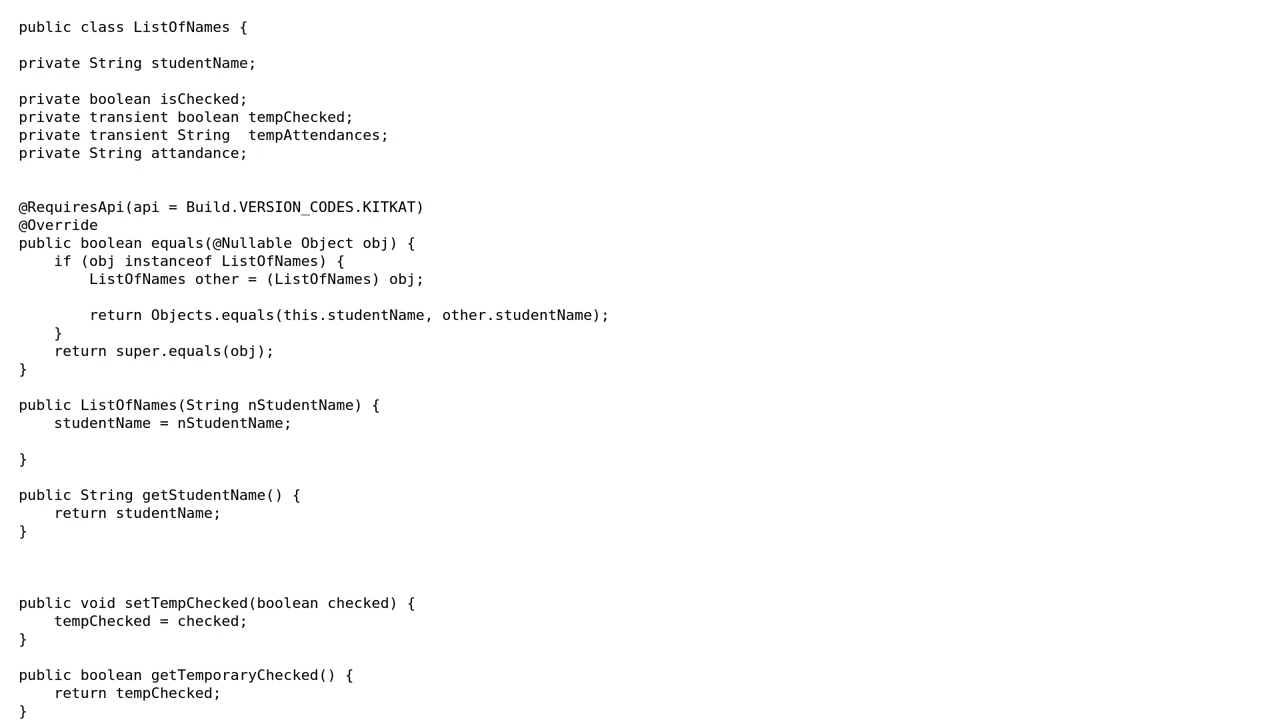 public class ListOfNames {
private String studentName;
private boolean isChecked;
private transient boolean tempChecked;
private transient String  tempAttendances;
private String attandance;
@RequiresApi(api = Build.VERSION_CODES.KITKAT)
@Override
public boolean equals(@Nullable Object obj) {
    if (obj instanceof ListOfNames) {
        ListOfNames other = (ListOfNames) obj;
        return Objects.equals(this.studentName, other.studentName);
    }
    return super.equals(obj);
}
public ListOfNames(String nStudentName) {
    studentName = nStudentName;
}
public String getStudentName() {
    return studentName;
}
public void setTempChecked(boolean checked) {
    tempChecked = checked;
}
public boolean getTemporaryChecked() {
    return tempChecked;
}